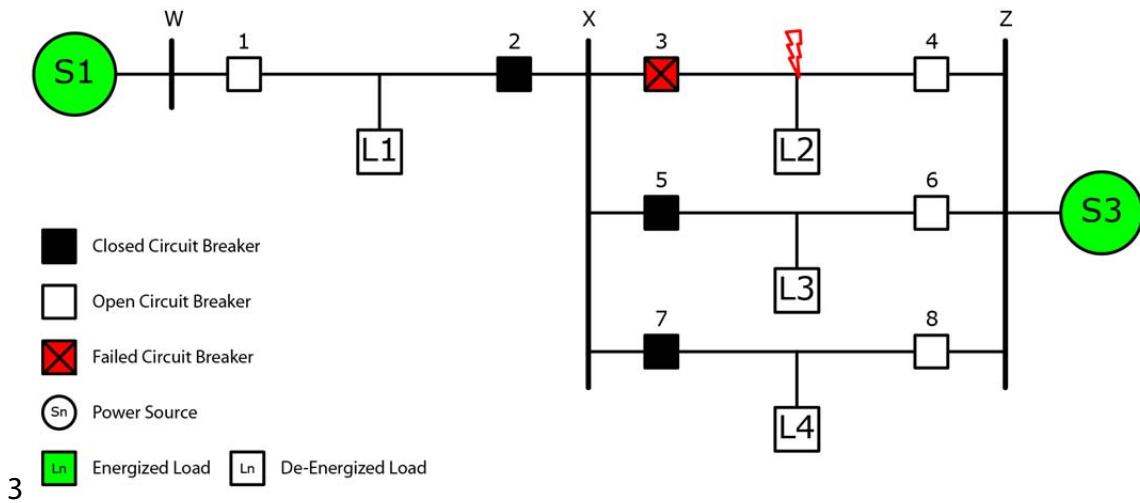 W
X
Z
1
2
3
4
S1
L1
L2
5
6
S3
L3
7
8
L4
Closed Circuit Breaker
Open Circuit Breaker
Failed Circuit Breaker
Sn Power Source
Ln Energized Load Ln De-Energized Load
3